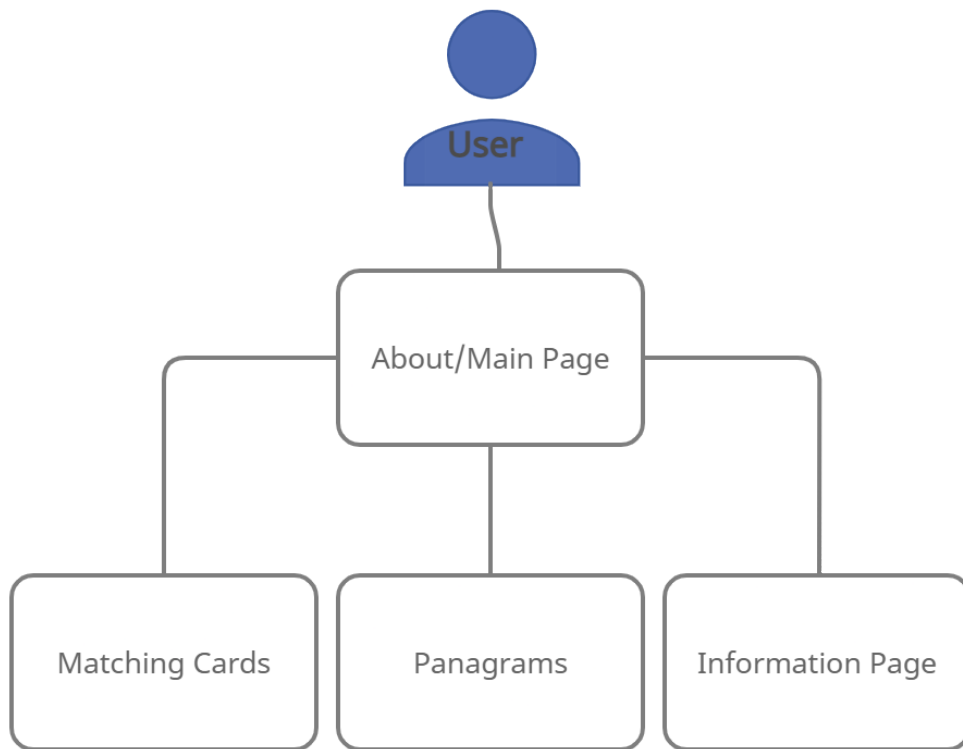 User
About/Main Page
Matching Cards
Panagrams
Information Page